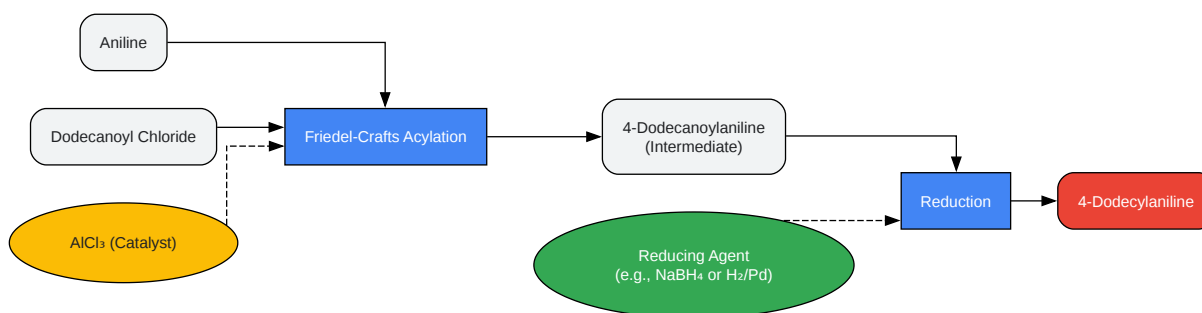 Aniline
Dodecanoyl Chloride
Friedel-Crafts Acylation
4-Dodecanoylaniline
(Intermediate)
AlCl₃ (Catalyst)
Reducing Agent
(e.g., NaBH₄ or H₂/Pd)
Reduction
4-Dodecylaniline